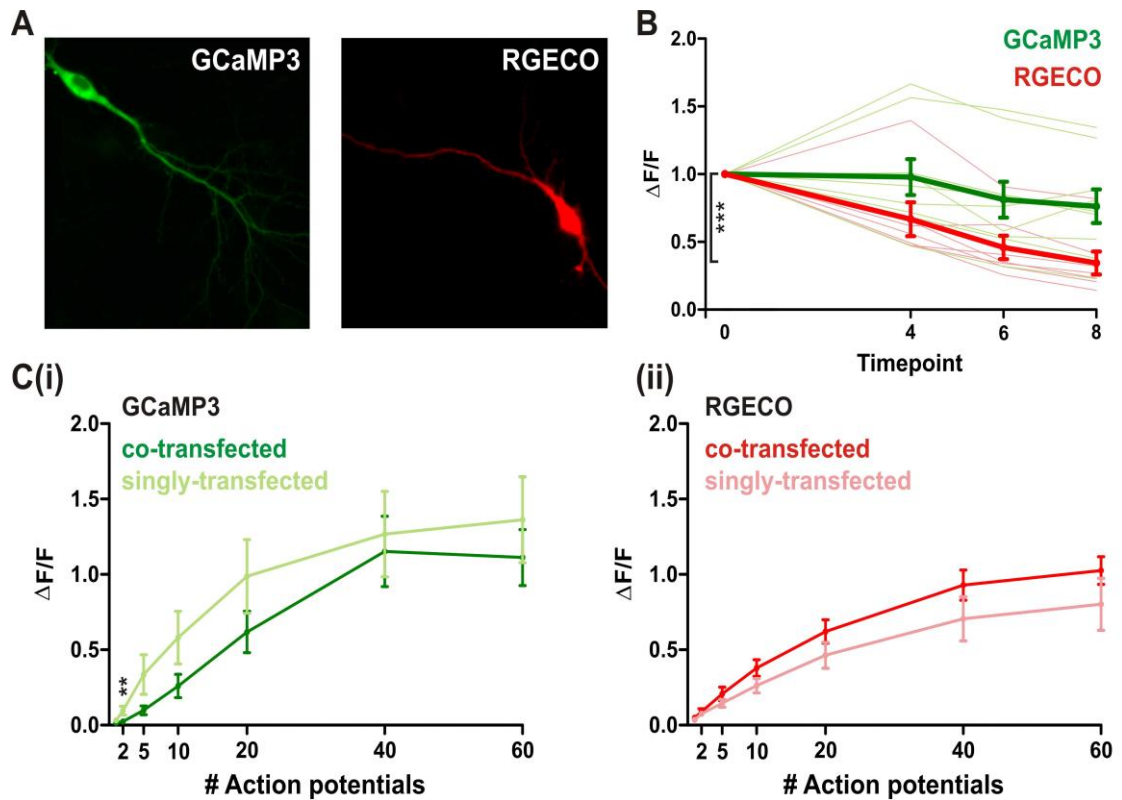 A
GCaMP3
RGECO
B
GCaMP3
RGECO
2.0
1.5
1.0
0.5
0.0
ΔF/F
***
0 4 6 8
Timepoint
C(i)
GCaMP3
co-transfected
singly-transfected
2.0
1.5
1.0
0.5
0.0
ΔF/F
**
2 5 10 20 40 60
# Action potentials
(ii)
RGECO
co-transfected
singly-transfected
2.0
1.5
1.0
0.5
0.0
ΔF/F
2 5 10 20 40 60
# Action potentials